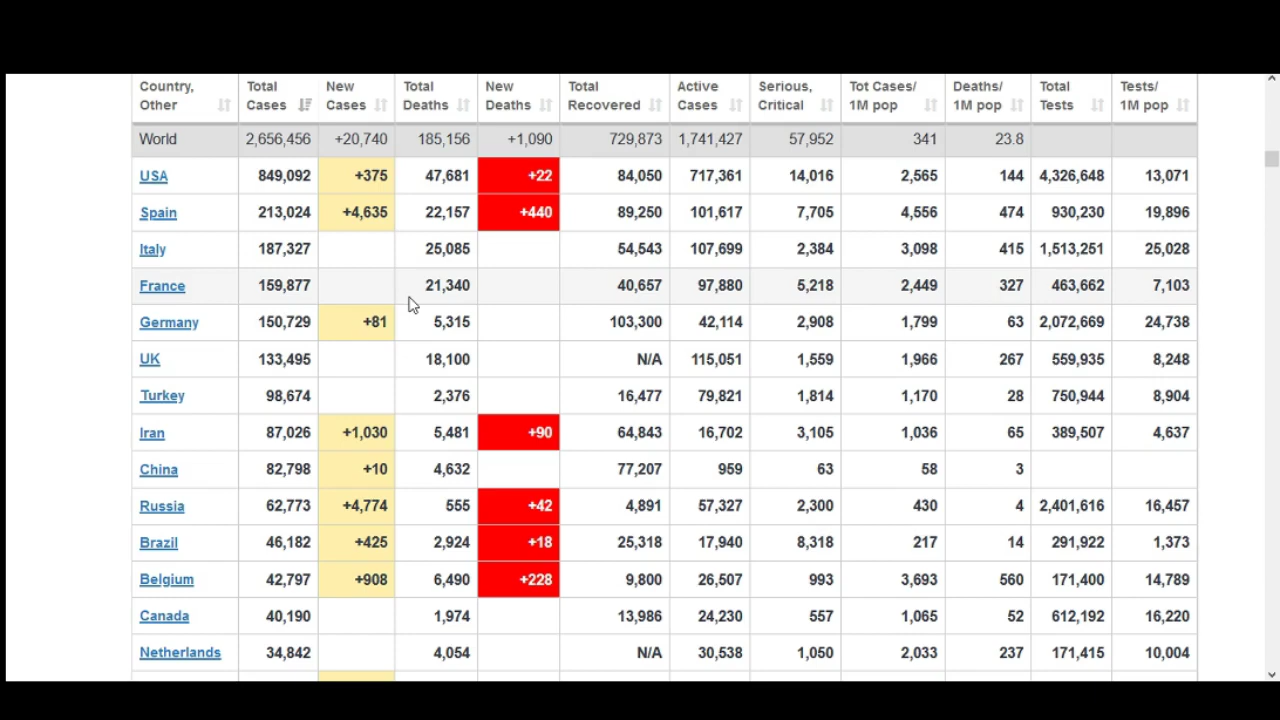 Country, Other Total Cases New Cases Total Deaths New Deaths Total Recovered Active Cases Serious, Critical Tot Cases/ 1M pop Deaths/ 1M pop Total Tests Tests/ 1M pop
World 2,656,456 +20,740 185,156 +1,090 729,873 1,741,427 57,952 341 23.8
USA 849,092 +375 47,681 +22 84,050 717,361 14,016 2,565 144 4,326,648 13,071
Spain 213,024 +4,635 22,157 +440 89,250 101,617 7,705 4,556 474 930,230 19,896
Italy 187,327 25,085 54,543 107,699 2,384 3,098 415 1,513,251 25,028
France 159,877 21,340 40,657 97,880 5,218 2,449 327 463,662 7,103
Germany 150,729 +81 5,315 103,300 42,114 2,908 1,799 63 2,072,669 24,738
UK 133,495 18,100 N/A 115,051 1,559 1,966 267 559,935 8,248
Turkey 98,674 2,376 16,477 79,821 1,814 1,170 28 750,944 8,904
Iran 87,026 +1,030 5,481 +90 64,843 16,702 3,105 1,036 65 389,507 4,637
China 82,798 +10 4,632 77,207 959 63 58 3
Russia 62,773 +4,774 555 +42 4,891 57,327 2,300 430 4 2,401,616 16,457
Brazil 46,182 +425 2,924 +18 25,318 17,940 8,318 217 14 291,922 1,373
Belgium 42,797 +908 6,490 +228 9,800 26,507 993 3,693 560 171,400 14,789
Canada 40,190 1,974 13,986 24,230 557 1,065 52 612,192 16,220
Netherlands 34,842 4,054 N/A 30,538 1,050 2,033 237 171,415 10,004